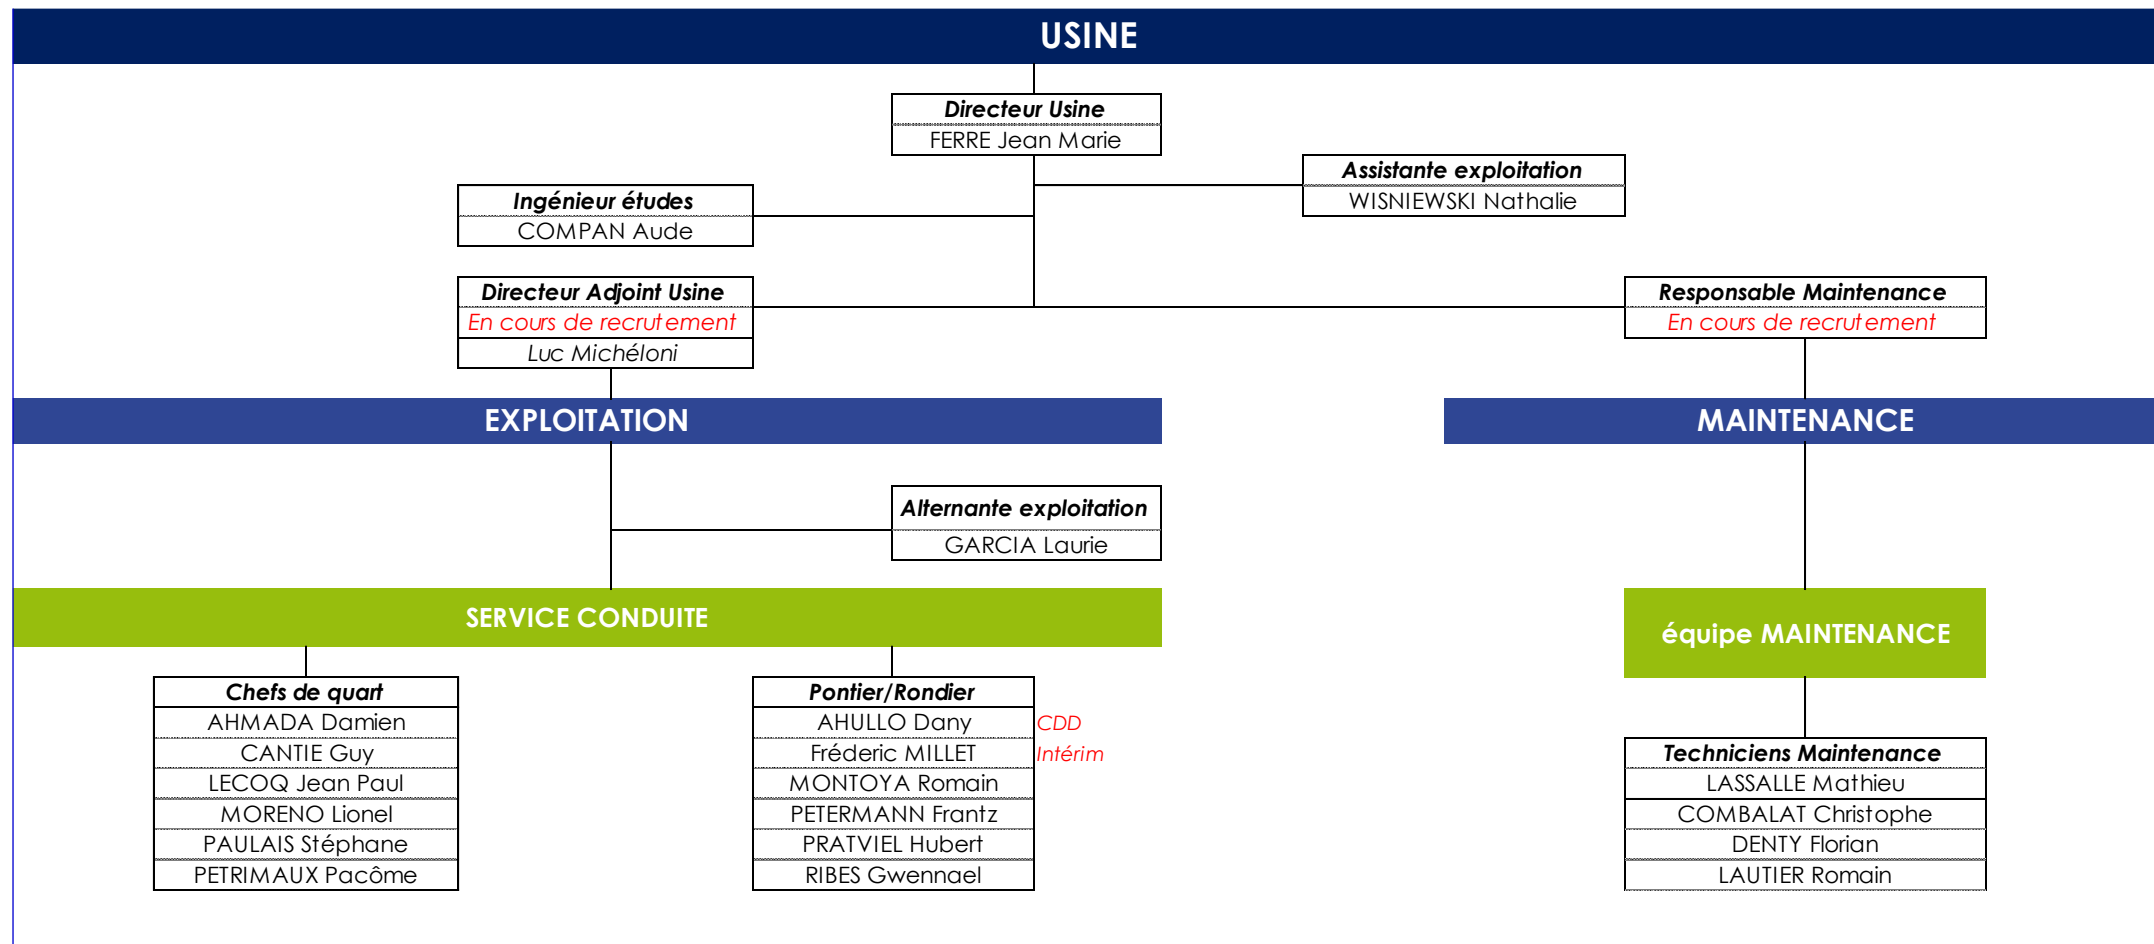 USINE
Directeur Usine
FERRE Jean Marie
Assistante exploitation
WISNIEWSKI Nathalie
Ingénieur études
COMPAN Aude
Directeur Adjoint Usine
En cours de recrutement
Luc Michéloni
Responsable Maintenance
En cours de recrutement
EXPLOITATION
MAINTENANCE
Alternante exploitation
GARCIA Laurie
SERVICE CONDUITE
équipe MAINTENANCE
Chefs de quart
AHMADA Damien
CANTIE Guy
LECOQ Jean Paul
MORENO Lionel
PAULAIS Stéphane
PETRIMAUX Pacôme
Pontier/Rondier
AHULLO Dany CDD
Fréderic MILLET Intérim
MONTOYA Romain
PETERMANN Frantz
PRATVIEL Hubert
RIBES Gwennael
Techniciens Maintenance
LASSALLE Mathieu
COMBALAT Christophe
DENTY Florian
LAUTIER Romain